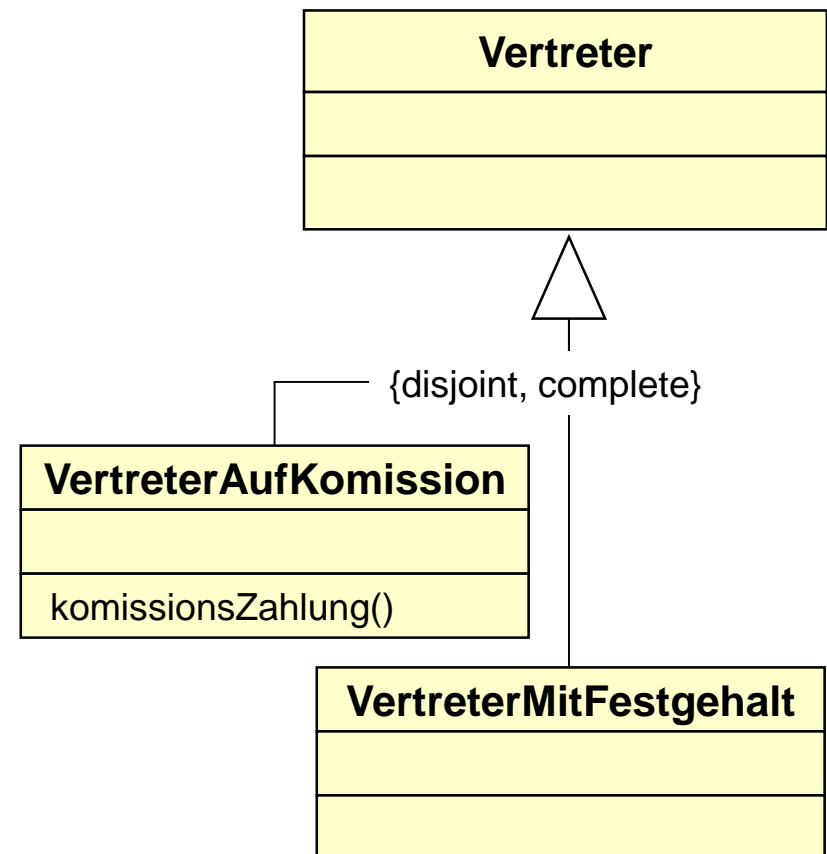 Vertreter
{disjoint, complete}
VertreterAufKomission
komissionsZahlung()
VertreterMitFestgehalt